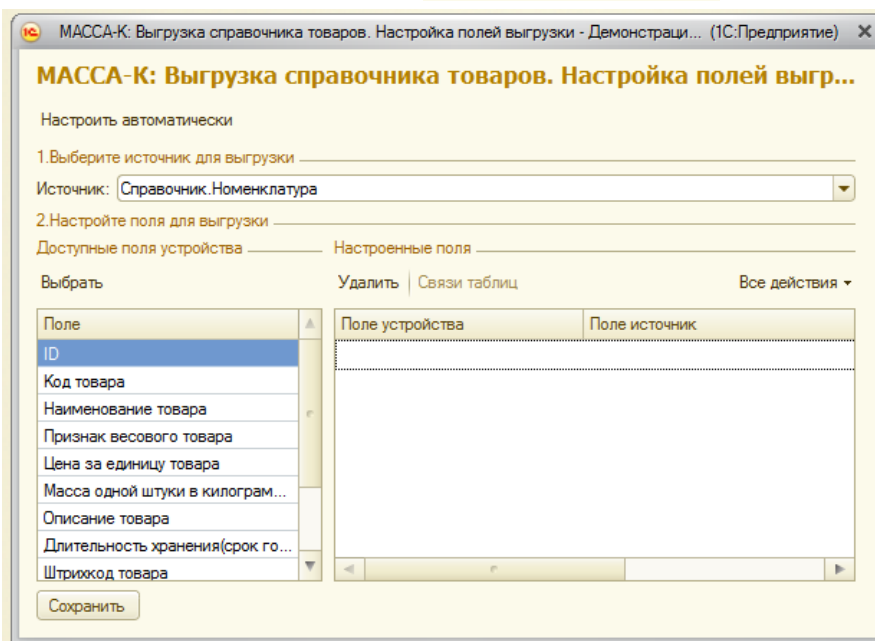 1С МАССА-К: Выгрузка справочника товаров. Настройка полей выгрузки - Демонстраци... (1С:Предприятие)
МАССА-К: Выгрузка справочника товаров. Настройка полей выгр...
Настроить автоматически
1.Выберите источник для выгрузки
Источник: Справочник.Номенклатура
2.Настройте поля для выгрузки
Доступные поля устройства Настроенные поля
Выбрать Удалить Связи таблиц Все действия
Поле Поле устройства Поле источник
ID
Код товара
Наименование товара
Признак весового товара
Цена за единицу товара
Масса одной штуки в килограм...
Описание товара
Длительность хранения(срок го...
Штрихкод товара
Сохранить